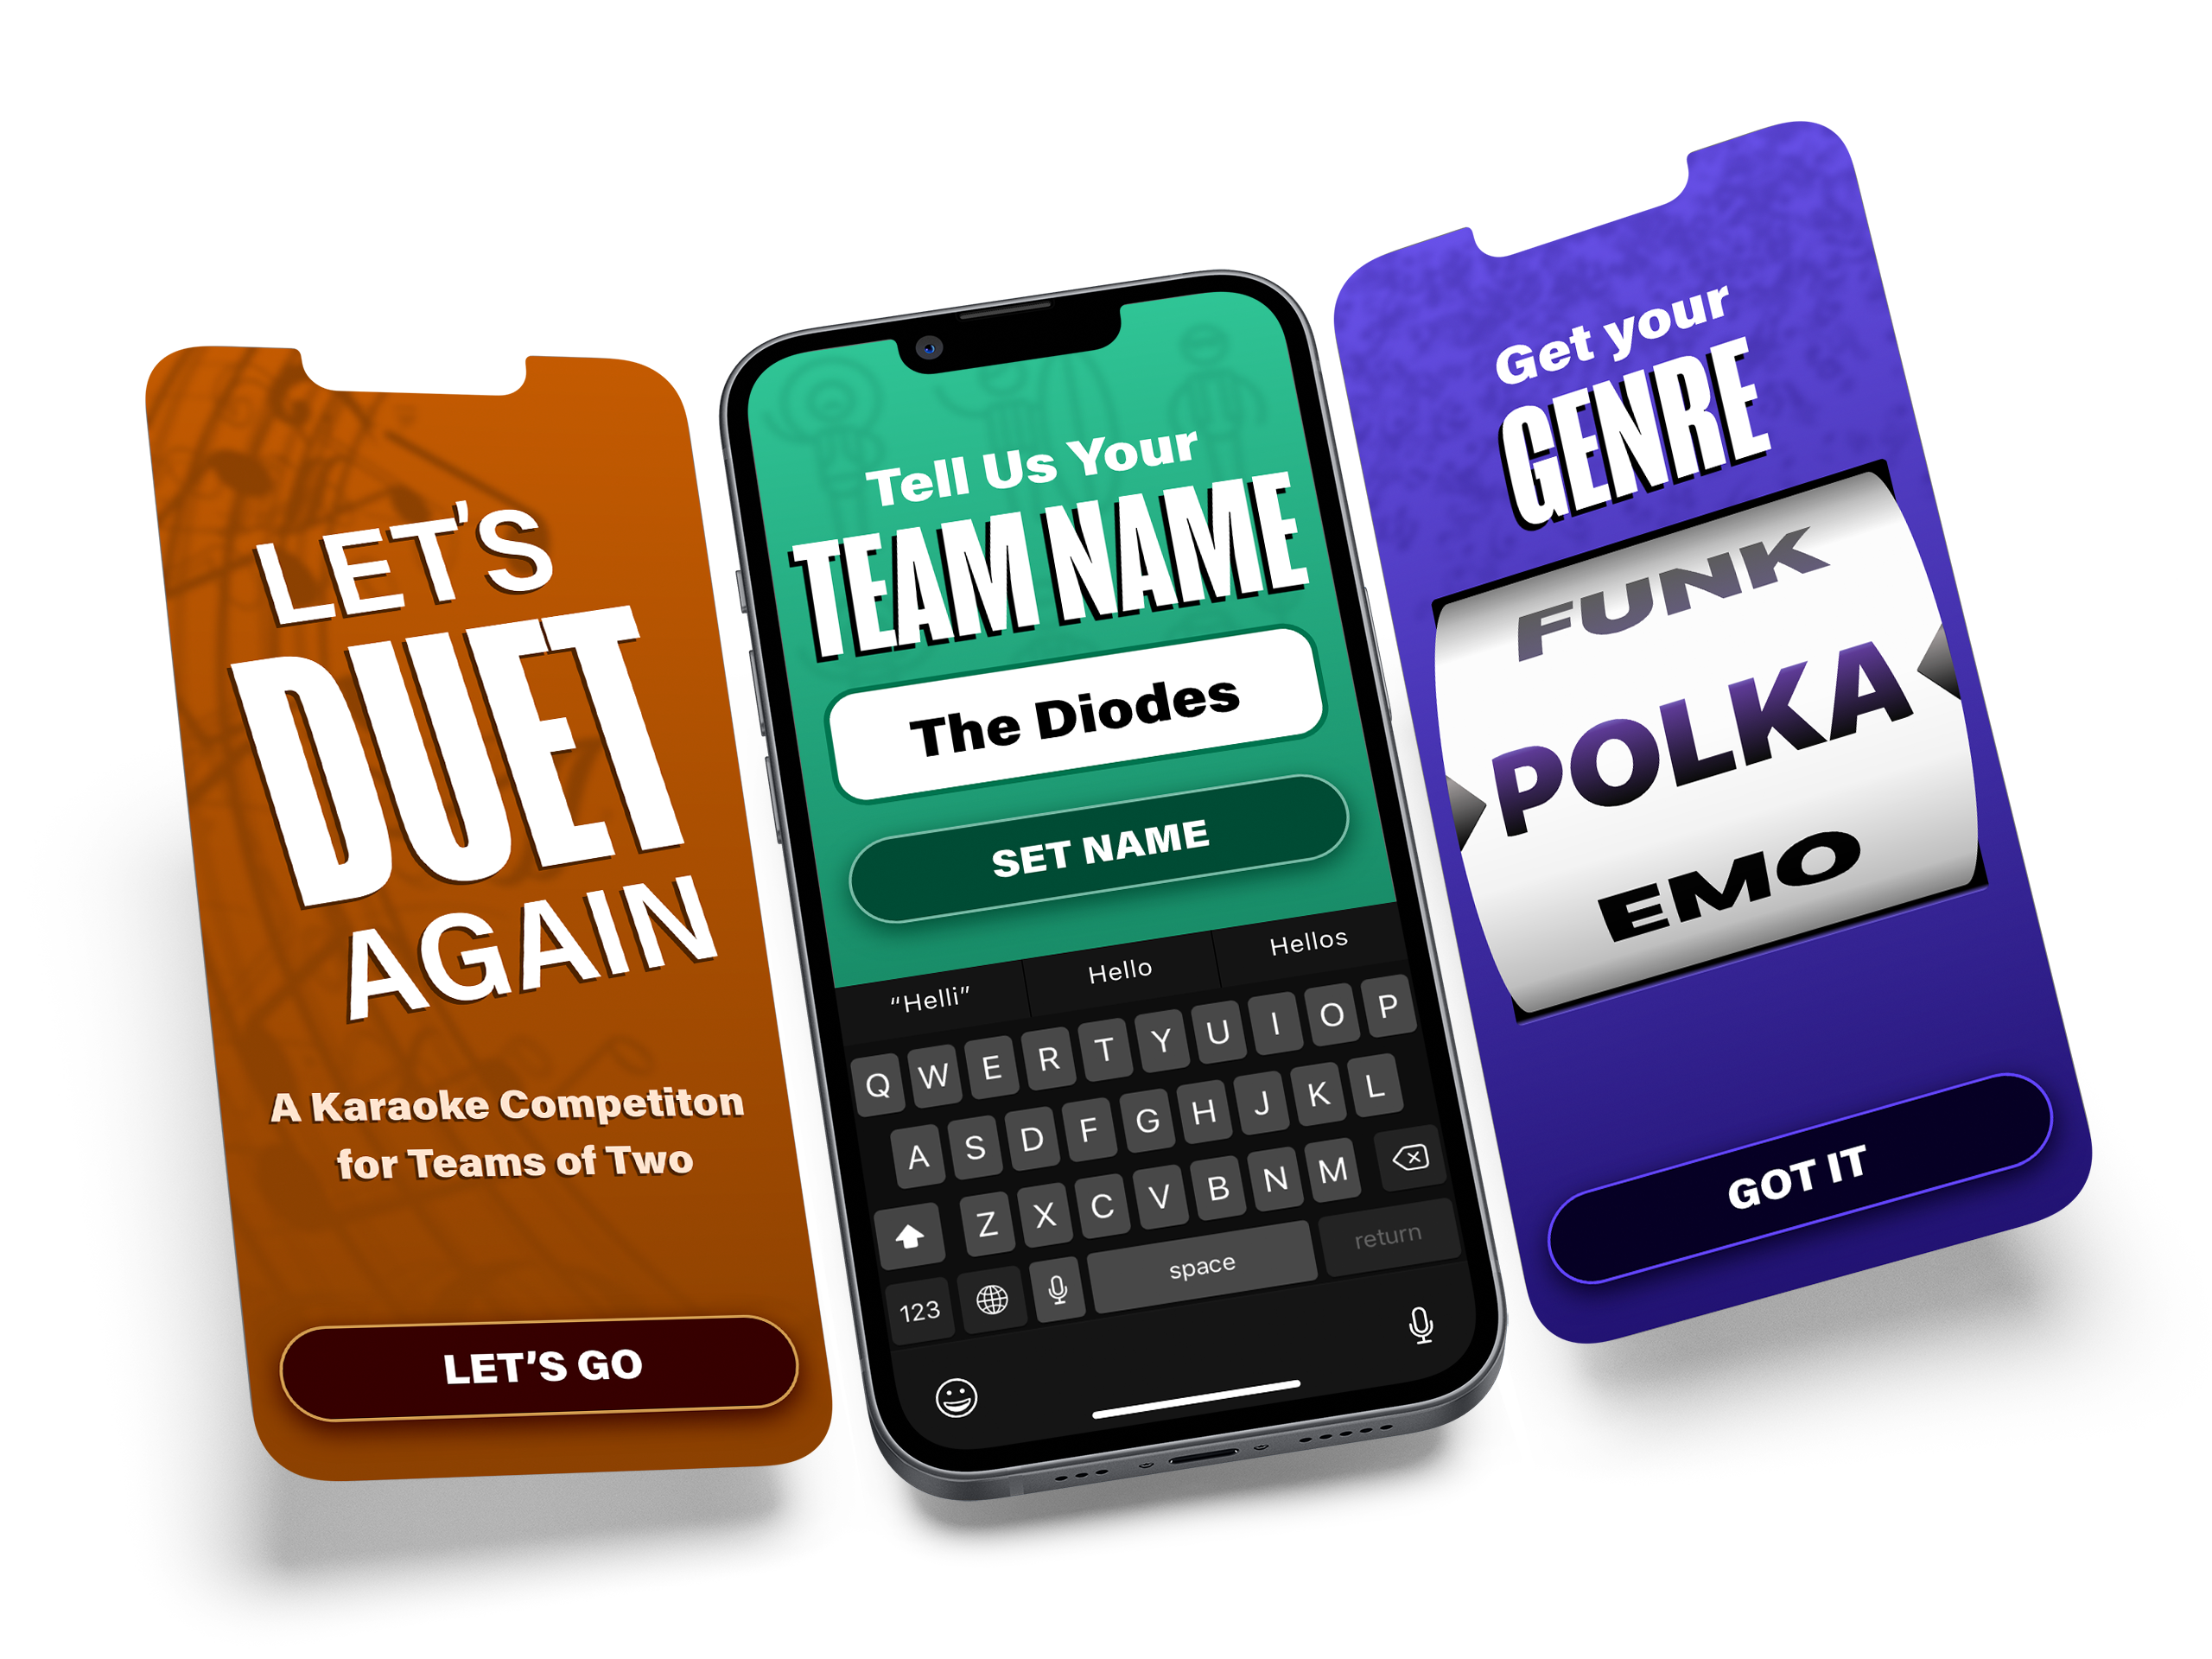 LET'S
DUET
AGAIN
A Karaoke Competiton
for Teams of Two
LET'S GO
Tell Us Your
TEAM NAME
The Diodes
SET NAME
“Helli” Hello Hellos
Q W E R T Y U I O P
A S D F G H J K L
Z X C V B N M
123 space return
Get your
GENRE
FUNK
POLKA
EMO
GOT IT